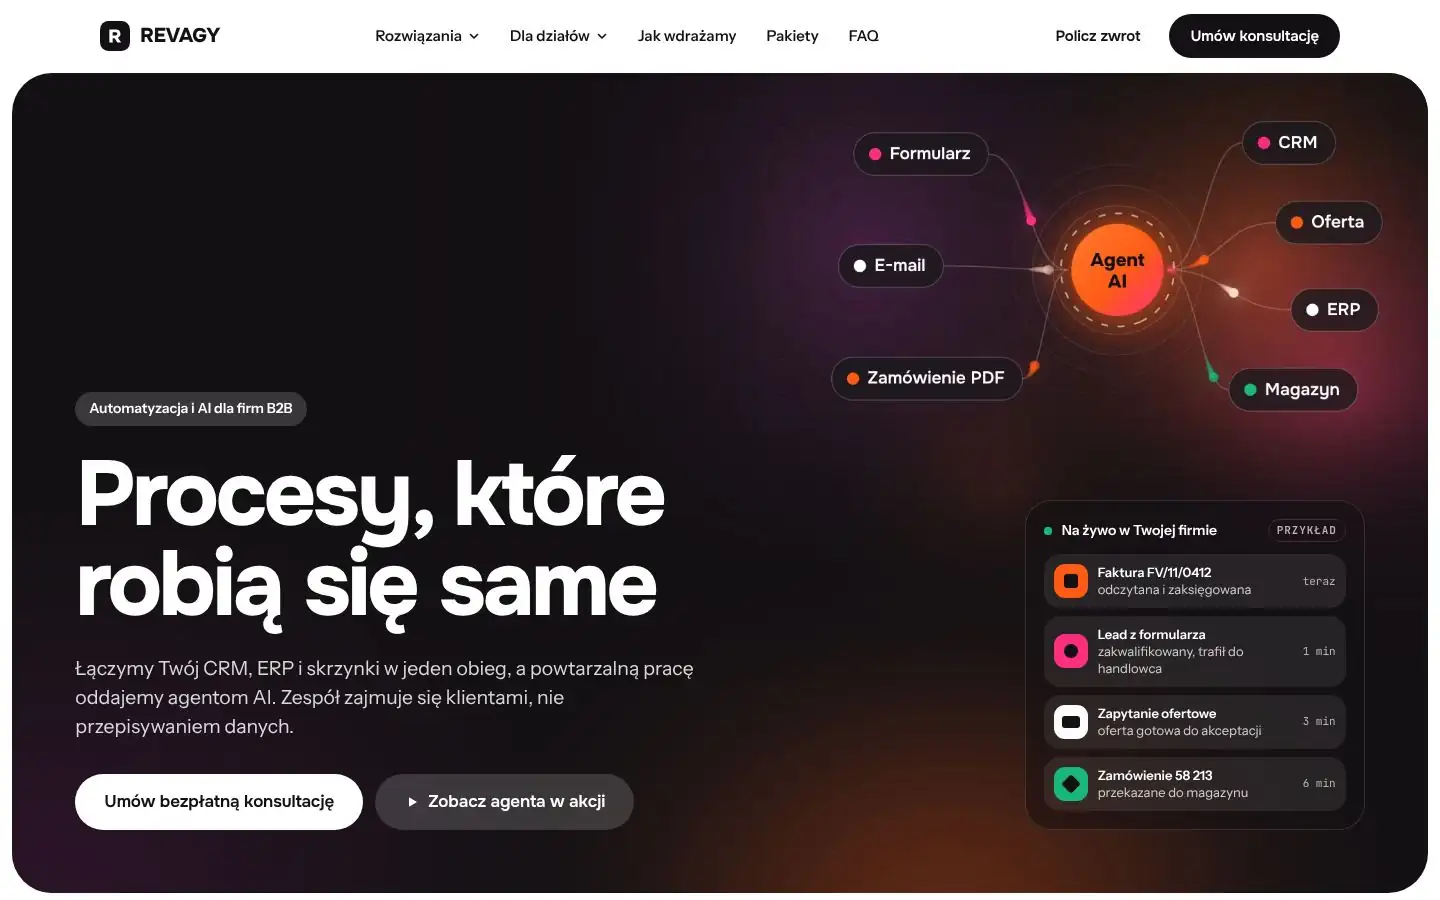 R REVAGY
Rozwiązania
Dla działów
Jak wdrażamy
Pakiety
FAQ
Policz zwrot
Umów konsultację
Formularz
E-mail
Zamówienie PDF
Agent
AI
CRM
Oferta
ERP
Magazyn
Automatyzacja i AI dla firm B2B
Procesy, które
robią się same
Łączymy Twój CRM, ERP i skrzynki w jeden obieg, a powtarzalną pracę
oddajemy agentom AI. Zespół zajmuje się klientami, nie
przepisywaniem danych.
Umów bezpłatną konsultację
Zobacz agenta w akcji
Na żywo w Twojej firmie
PRZYKŁAD
Faktura FV/11/0412
odczytana i zaksięgowana
teraz
Lead z formularza
zakwalifikowany, trafił do
handlowca
1 min
Zapytanie ofertowe
oferta gotowa do akceptacji
3 min
Zamówienie 58 213
przekazane do magazynu
6 min